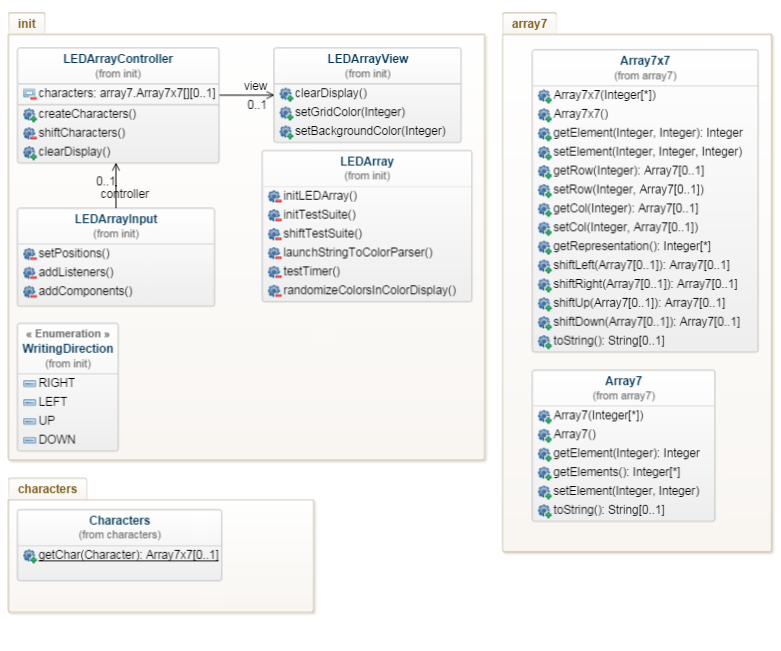 init
LEDArrayController
(from init)
characters: array7.Array7x7[][0..1]
createCharacters()
shiftCharacters()
clearDisplay()
view
0..1
LEDArrayView
(from init)
clearDisplay()
setGridColor(Integer)
setBackgroundColor(Integer)
LEDArray
(from init)
initLEDArray()
initTestSuite()
shiftTestSuite()
launchStringToColorParser()
testTimer()
randomizeColorsInColorDisplay()
0..1
controller
LEDArrayInput
(from init)
setPositions()
addListeners()
addComponents()
« Enumeration »
WritingDirection
(from init)
RIGHT
LEFT
UP
DOWN
characters
Characters
(from characters)
getChar(Character): Array7x7[0..1]
array7
Array7x7
(from array7)
Array7x7(Integer[*])
Array7x7()
getElement(Integer, Integer): Integer
setElement(Integer, Integer, Integer)
getRow(Integer): Array7[0..1]
setRow(Integer, Array7[0..1])
getCol(Integer): Array7[0..1]
setCol(Integer, Array7[0..1])
getRepresentation(): Integer[*]
shiftLeft(Array7[0..1]): Array7[0..1]
shiftRight(Array7[0..1]): Array7[0..1]
shiftUp(Array7[0..1]): Array7[0..1]
shiftDown(Array7[0..1]): Array7[0..1]
toString(): String[0..1]
Array7
(from array7)
Array7(Integer[*])
Array7()
getElement(Integer): Integer
getElements(): Integer[*]
setElement(Integer, Integer)
toString(): String[0..1]